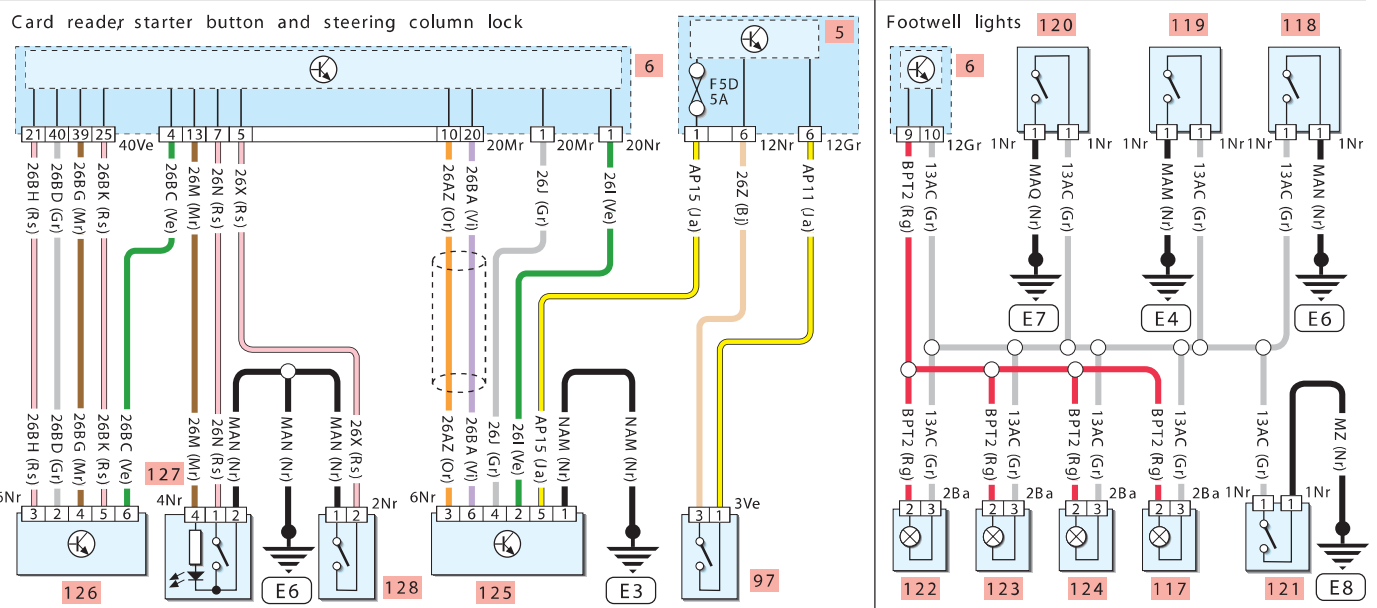 Card reader, starter button and steering column lock
Footwell lights
5
6
F5D
5A
21 40 39 25
4 13 7 5
10 20
1
1
1 6
6
40Ve
20Mr
20Mr
20Nr
12Nr
12Gr
26BH (Rs)
26BD (Gr)
26BG (Mr)
26BK (Rs)
26BC (Ve)
26M (Mr)
26N (Rs)
26X (Rs)
26AZ (Or)
26BA (Vi)
26J (Gr)
26I (Ve)
AP15 (Ja)
26Z (Bj)
AP11 (Ja)
26BH (Rs)
26BD (Gr)
26BG (Mr)
26BK (Rs)
26BC (Ve)
26M (Mr)
26N (Rs)
MAN (Nr)
MAN (Nr)
MAN (Nr)
26X (Rs)
26AZ (Or)
26BA (Vi)
26J (Gr)
26I (Ve)
AP15 (Ja)
NAM (Nr)
NAM (Nr)
127
4Nr
2Nr
6Nr
3Ve
3 2 4 5 6
4 1 2
1 2
3 6 4 2 5 1
3 1
126
E6
128
125
E3
97
120
119
118
6
9 10
12Gr
1 1
1Nr
1Nr
1 1
1Nr
1Nr
1 1
1Nr
1Nr
BPT2 (Rg)
13AC (Gr)
MAQ (Nr)
13AC (Gr)
MAM (Nr)
13AC (Gr)
13AC (Gr)
MAN (Nr)
E7
E4
E6
BPT2 (Rg)
13AC (Gr)
BPT2 (Rg)
13AC (Gr)
BPT2 (Rg)
13AC (Gr)
BPT2 (Rg)
13AC (Gr)
13AC (Gr)
MZ (Nr)
2Ba
2Ba
2Ba
2Ba
1Nr
1Nr
2 3
2 3
2 3
2 3
1 1
122
123
124
117
121
E8